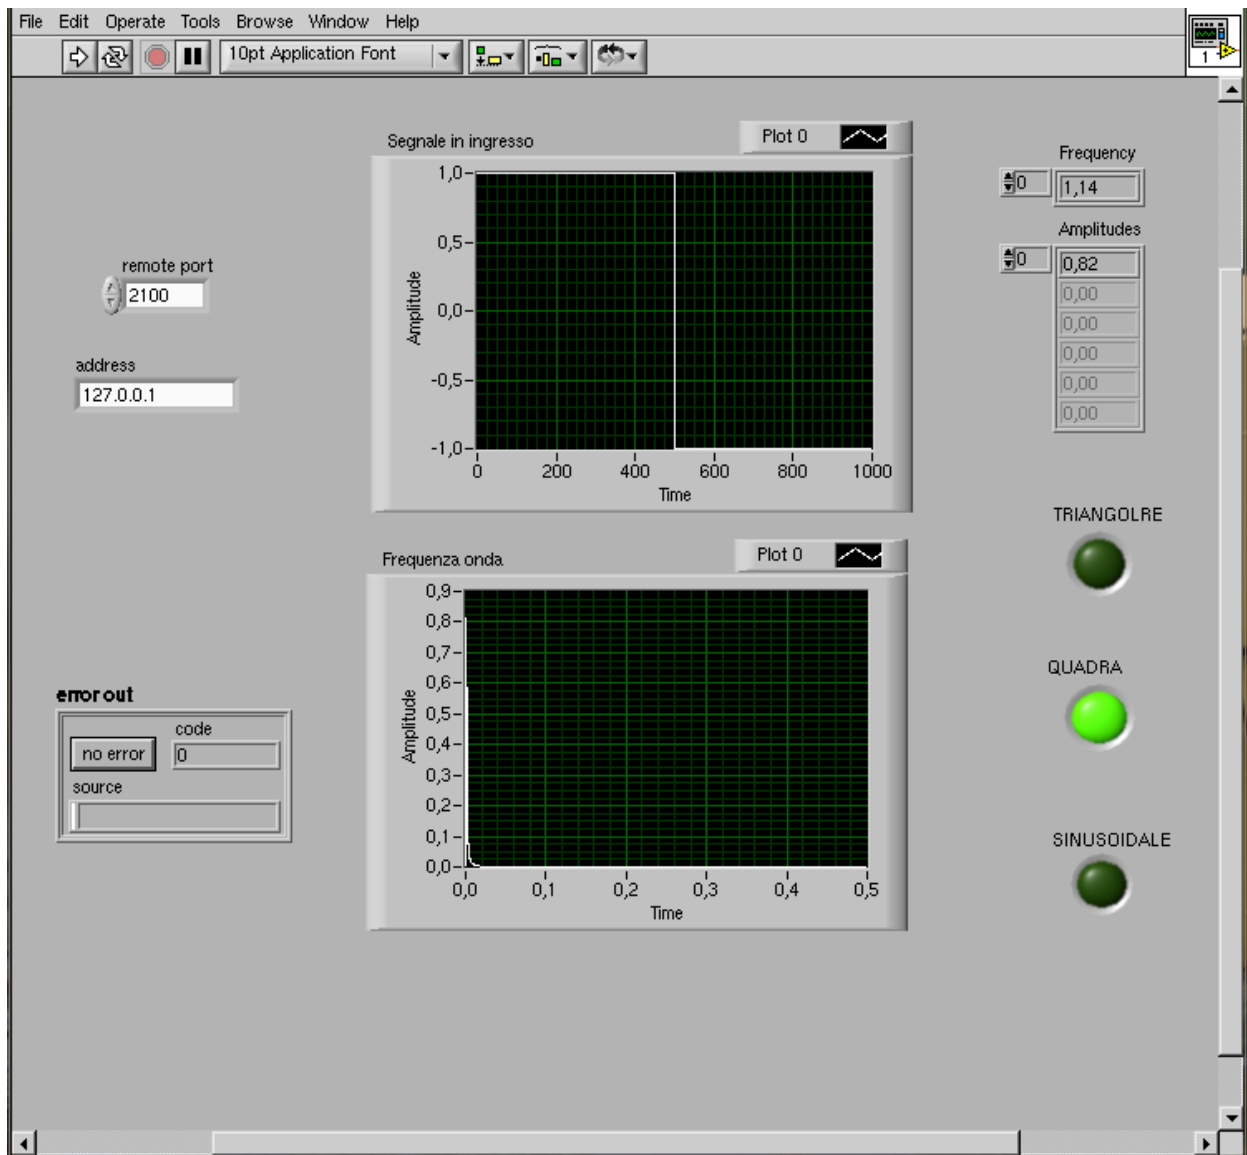 File Edit Operate Tools Browse Window Help
10pt Application Font
1
Segnale in ingresso
Plot 0
Amplitude
1,0
0,5
0,0
-0,5
-1,0
0 200 400 600 800 1000
Time
Frequency
0 1,14
Amplitudes
0 0,82
0,00
0,00
0,00
0,00
0,00
remote port
2100
address
127.0.0.1
TRIANGOLRE
Frequenza onda
Plot 0
Amplitude
0,9
0,8
0,7
0,6
0,5
0,4
0,3
0,2
0,1
0,0
0,0 0,1 0,2 0,3 0,4 0,5
Time
QUADRA
SINUSOIDALE
error out
code
no error 0
source